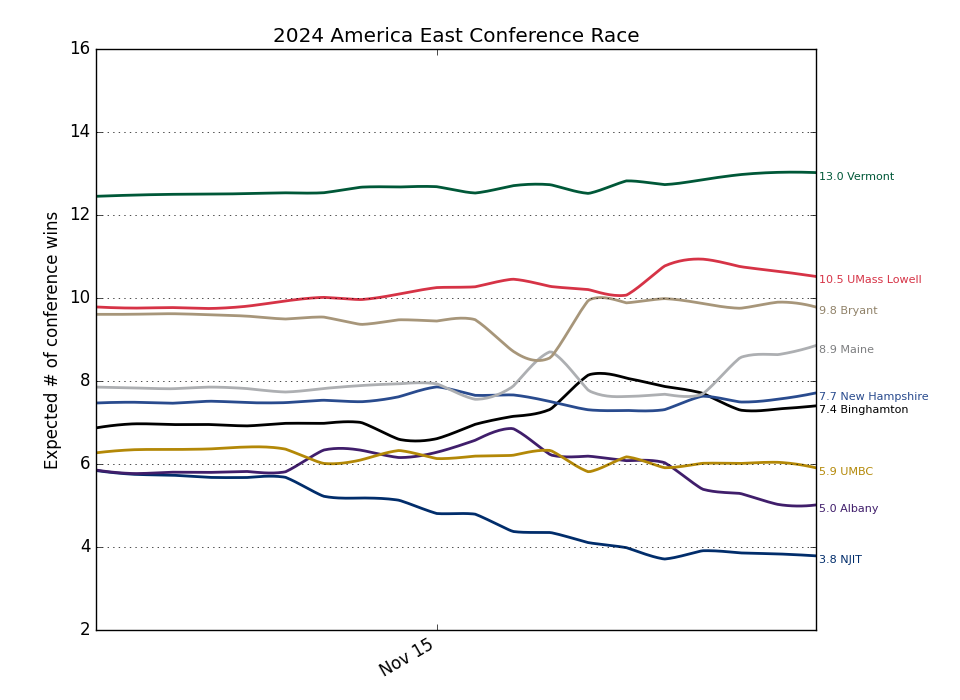 2024 America East Conference Race
Expected # of conference wins
16
14
12
10
8
6
4
2
Nov 15
13.0 Vermont
10.5 UMass Lowell
9.8 Bryant
8.9 Maine
7.7 New Hampshire
7.4 Binghamton
5.9 UMBC
5.0 Albany
3.8 NJIT